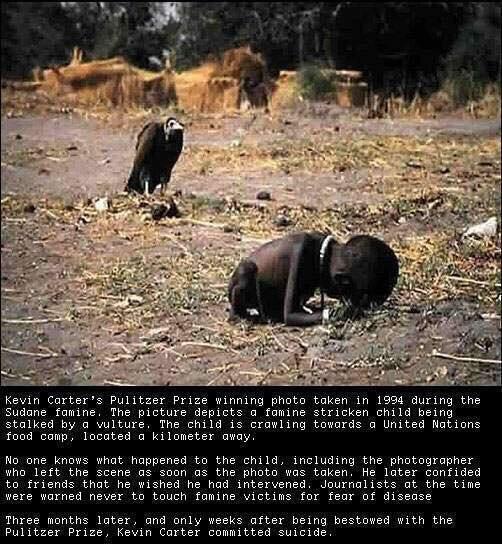 Kevin Carter's Pulitzer Prize winning photo taken in 1994 during the
Sudane famine. The picture depicts a famine stricken child being
stalked by a vulture. The child is crawling towards a United Nations
food camp, located a kilometer away.
No one knows what happened to the child, including the photographer
who left the scene as soon as the photo was taken. He later confided
to friends that he wished he had intervened. Journalists at the time
were warned never to touch famine victims for fear of disease
Three months later, and only weeks after being bestowed with the
Pulitzer Prize, Kevin Carter committed suicide.